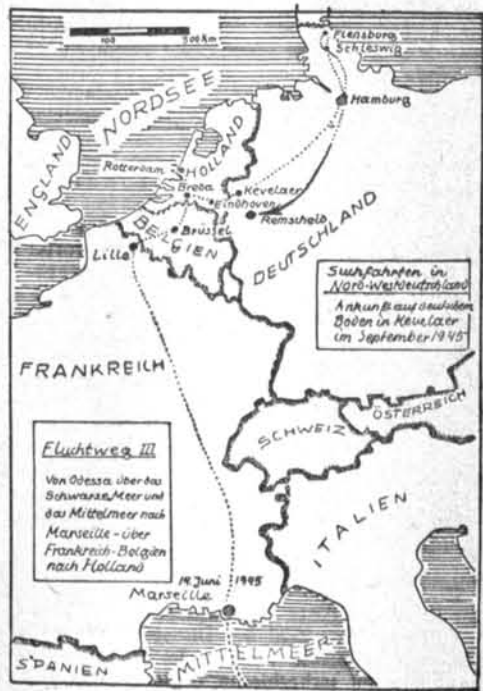 Flensburg
Schleswig
100 500 Km
Hamburg
NORDSEE
ENGLAND
HOLLAND
Rotterdam
Breda
Kevelaer
Eindhoven
Remscheid
BELGIEN
Brüssel
Lille
DEUTSCHLAND
Suchfahrten in
Nord-Westdeutschland
Ankunft auf deutschem
Boden in Kevelaer
im September 1945
FRANKREICH
ÖSTERREICH
SCHWEIZ
Fluchtweg III
Von Odessa über das
Schwarze Meer und
das Mittelmeer nach
Marseille - über
Frankreich-Belgien
nach Holland
ITALIEN
19. Juni 1945
Marseille
SPANIEN
MITTELMEER